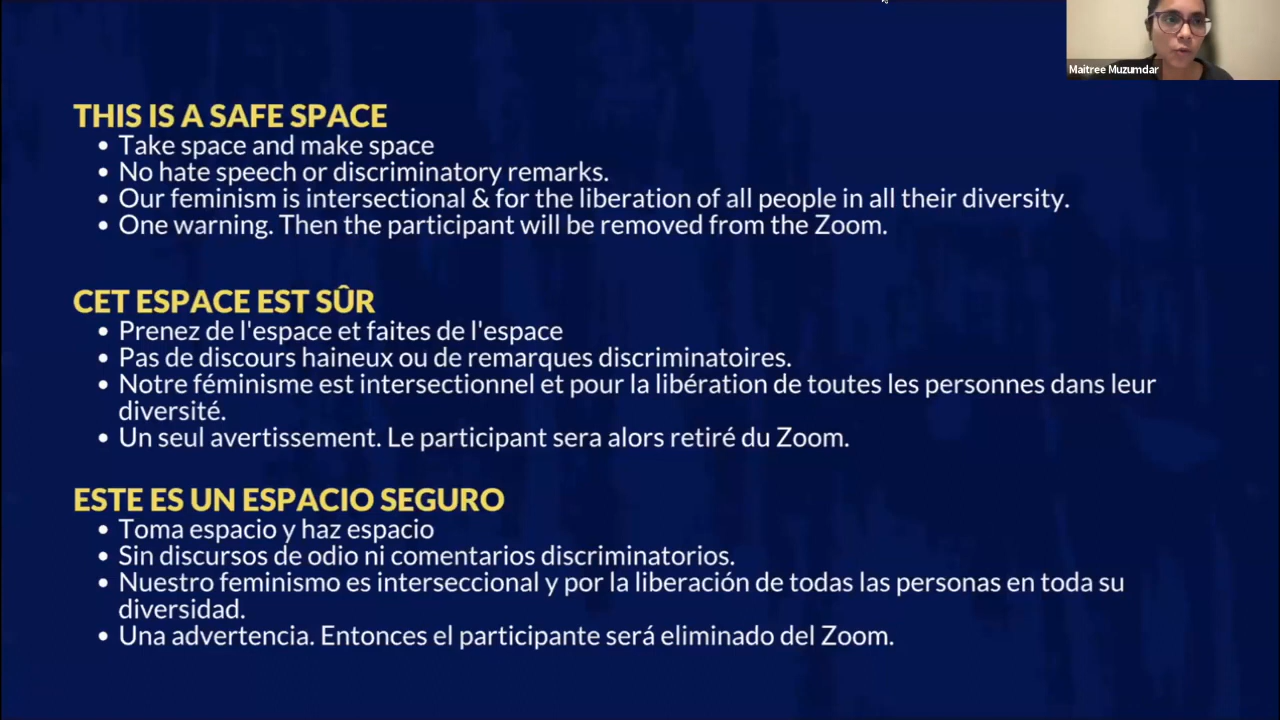 Maitree Muzumdar
THIS IS A SAFE SPACE
• Take space and make space
• No hate speech or discriminatory remarks.
• Our feminism is intersectional & for the liberation of all people in all their diversity.
• One warning. Then the participant will be removed from the Zoom.
CET ESPACE EST SÛR
• Prenez de l'espace et faites de l'espace
• Pas de discours haineux ou de remarques discriminatoires.
• Notre féminisme est intersectionnel et pour la libération de toutes les personnes dans leur
diversité.
• Un seul avertissement. Le participant sera alors retiré du Zoom.
ESTE ES UN ESPACIO SEGURO
• Toma espacio y haz espacio
• Sin discursos de odio ni comentarios discriminatorios.
• Nuestro feminismo es interseccional y por la liberación de todas las personas en toda su
diversidad.
• Una advertencia. Entonces el participante será eliminado del Zoom.